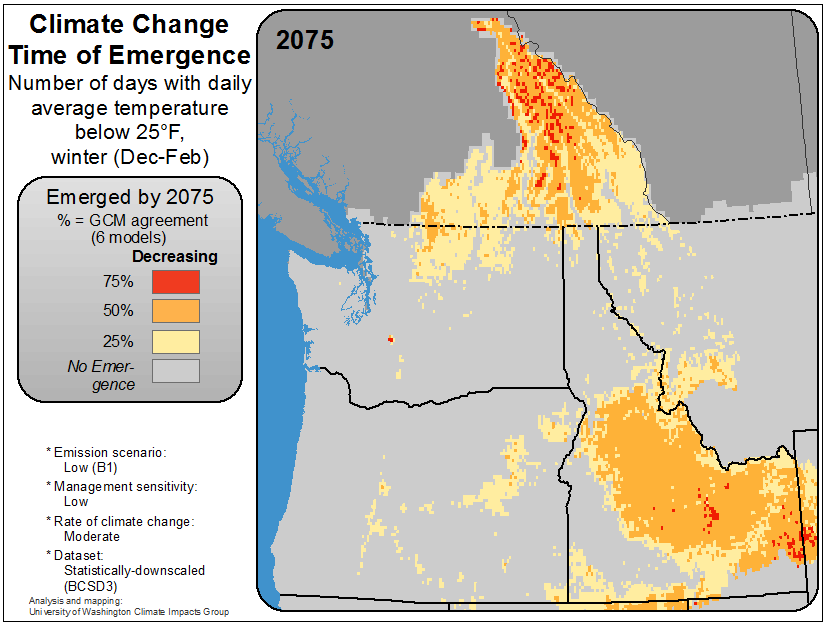 Climate Change
Time of Emergence
Number of days with daily
average temperature
below 25°F,
winter (Dec-Feb)
2075
Emerged by 2075
% = GCM agreement
(6 models)
Decreasing
75%
50%
25%
No Emer-
gence
* Emission scenario:
Low (B1)
* Management sensitivity:
Low
* Rate of climate change:
Moderate
* Dataset:
Statistically-downscaled
(BCSD3)
Analysis and mapping:
University of Washington Climate Impacts Group